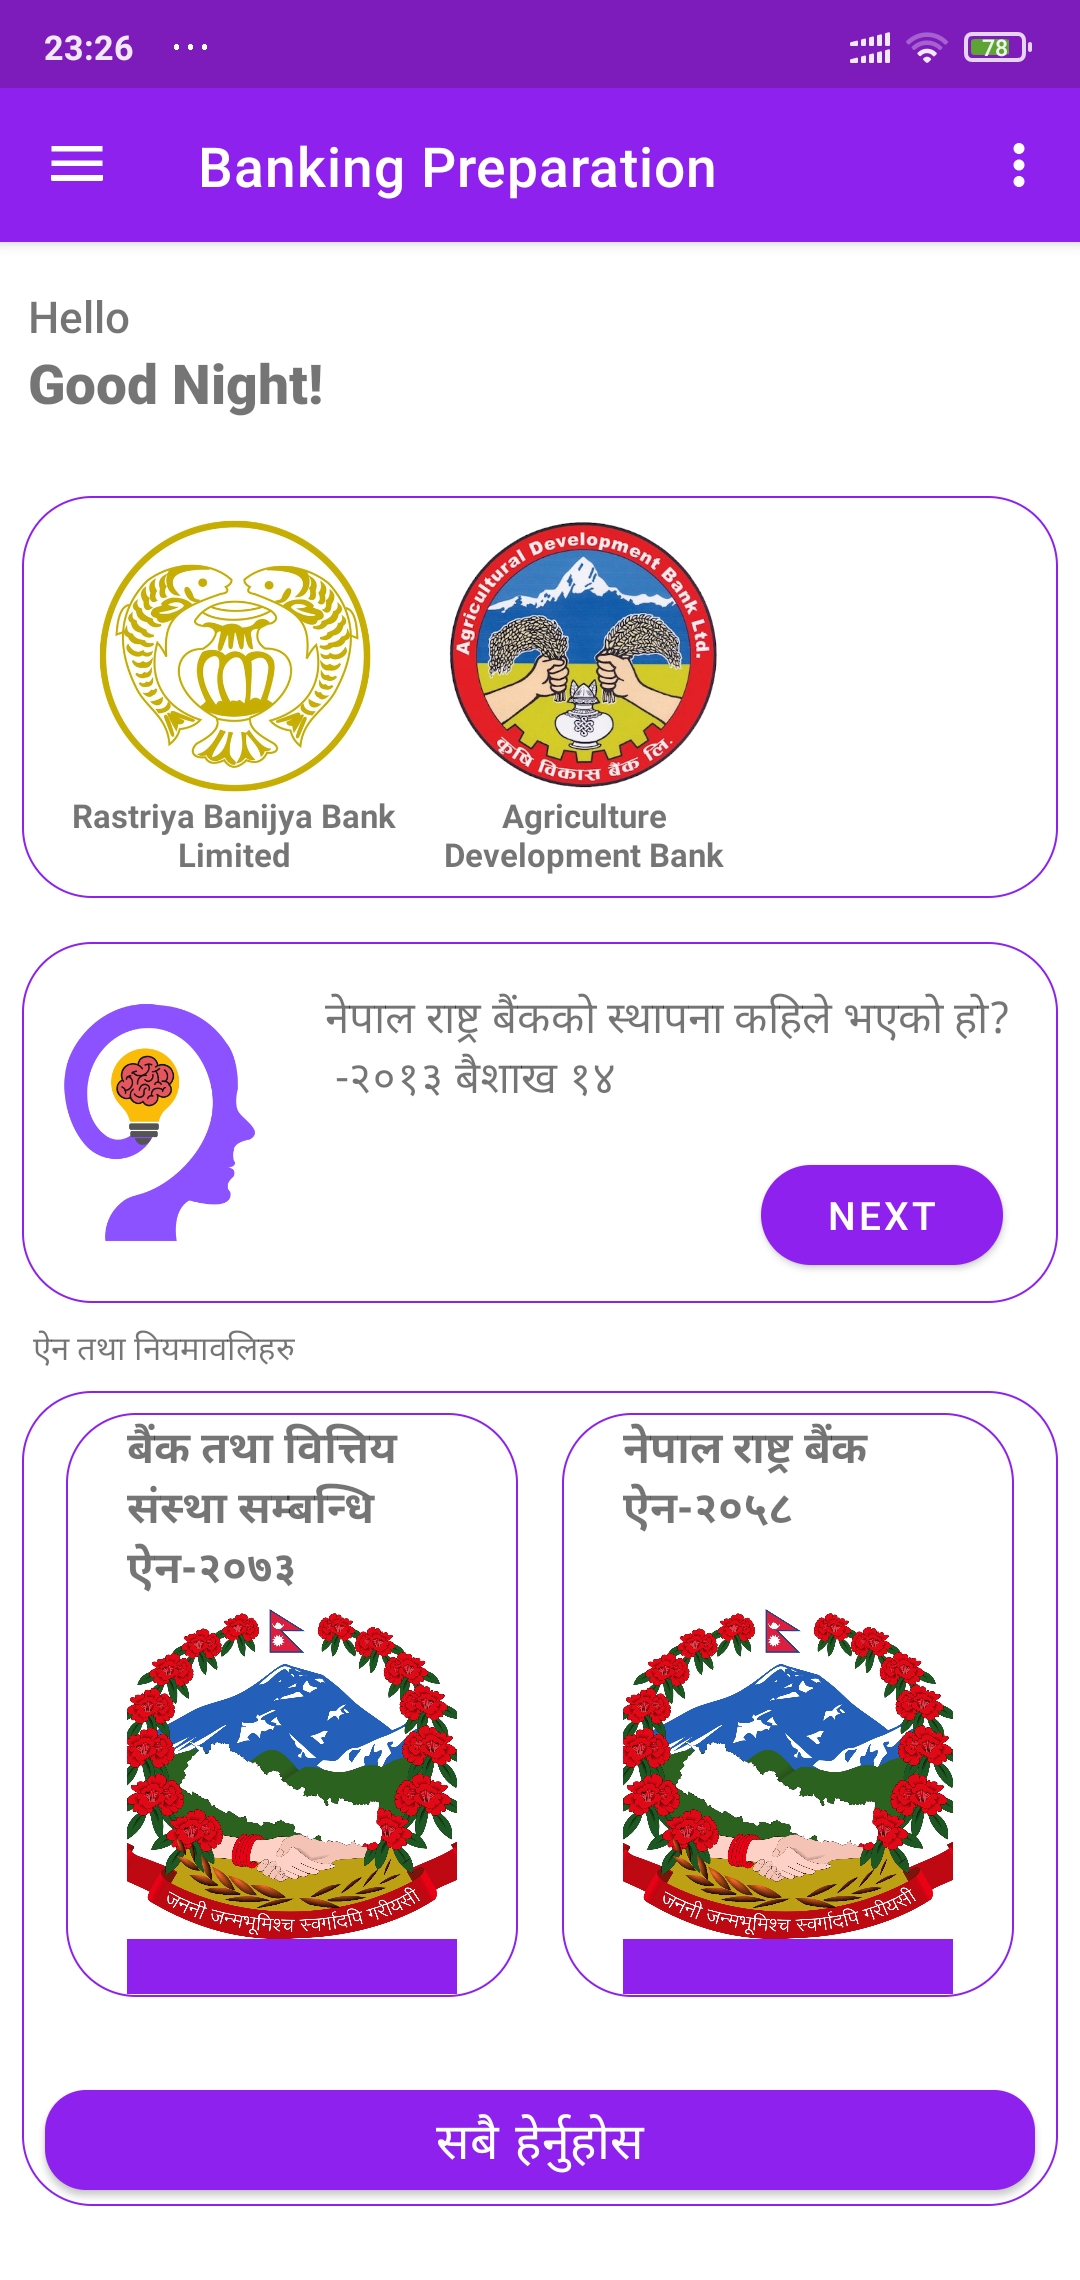 23:26 ...
78
Banking Preparation
Hello
Good Night!
Agricultural Development Bank Ltd.
कृषि विकास बैंक लि.
Rastriya Banijya Bank
Limited
Agriculture
Development Bank
नेपाल राष्ट्र बैंकको स्थापना कहिले भएको हो?
-२०१३ बैशाख १४
NEXT
ऐन तथा नियमावलिहरु
बैंक तथा वित्तिय
संस्था सम्बन्धि
ऐन-२०७३
जननी जन्मभूमिश्च स्वर्गादपि गरीयसी
नेपाल राष्ट्र बैंक
ऐन-२०५८
जननी जन्मभूमिश्च स्वर्गादपि गरीयसी
सबै हेर्नुहोस